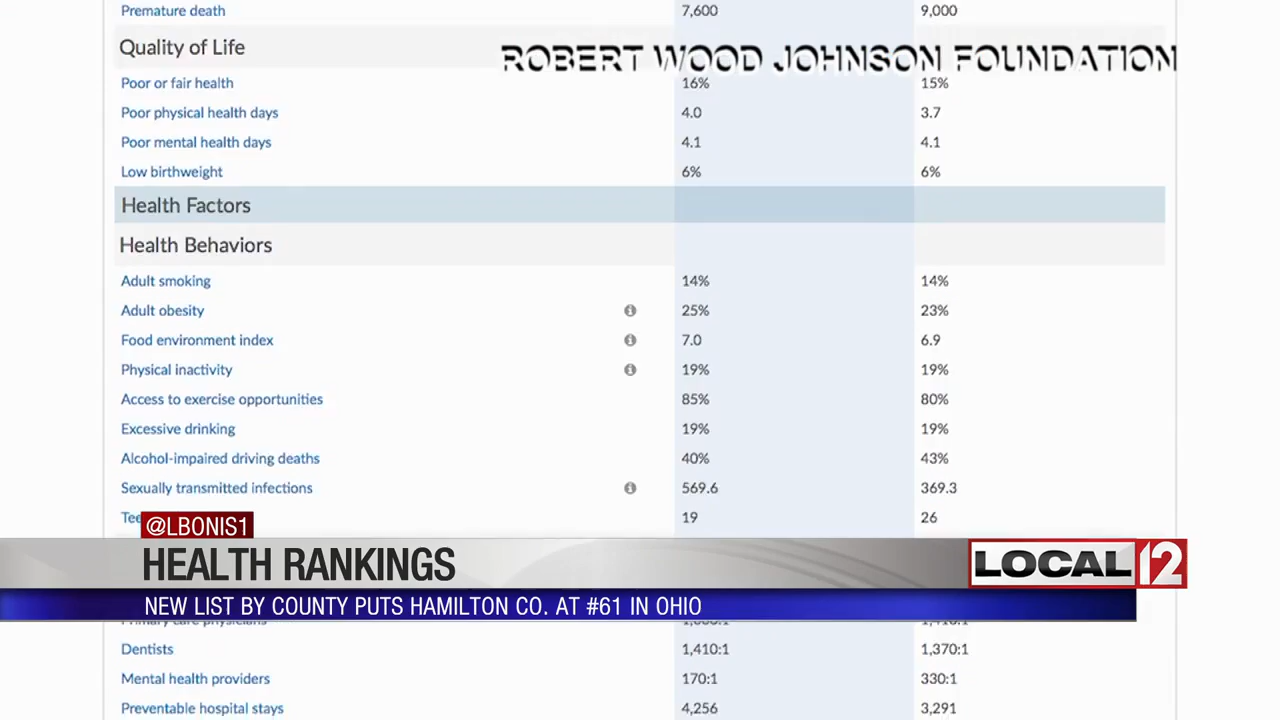 Premature death 7,600 9,000
Quality of Life
ROBERT WOOD JOHNSON FOUNDATION
Poor or fair health 16% 15%
Poor physical health days 4.0 3.7
Poor mental health days 4.1 4.1
Low birthweight 6% 6%
Health Factors
Health Behaviors
Adult smoking 14% 14%
Adult obesity 25% 23%
Food environment index 7.0 6.9
Physical inactivity 19% 19%
Access to exercise opportunities 85% 80%
Excessive drinking 19% 19%
Alcohol-impaired driving deaths 40% 43%
Sexually transmitted infections 569.6 369.3
19 26
@LBONIS1
HEALTH RANKINGS
LOCAL 12
NEW LIST BY COUNTY PUTS HAMILTON CO. AT #61 IN OHIO
Primary care physicians
Dentists 1,410:1 1,370:1
Mental health providers 170:1 330:1
Preventable hospital stays 4,256 3,291